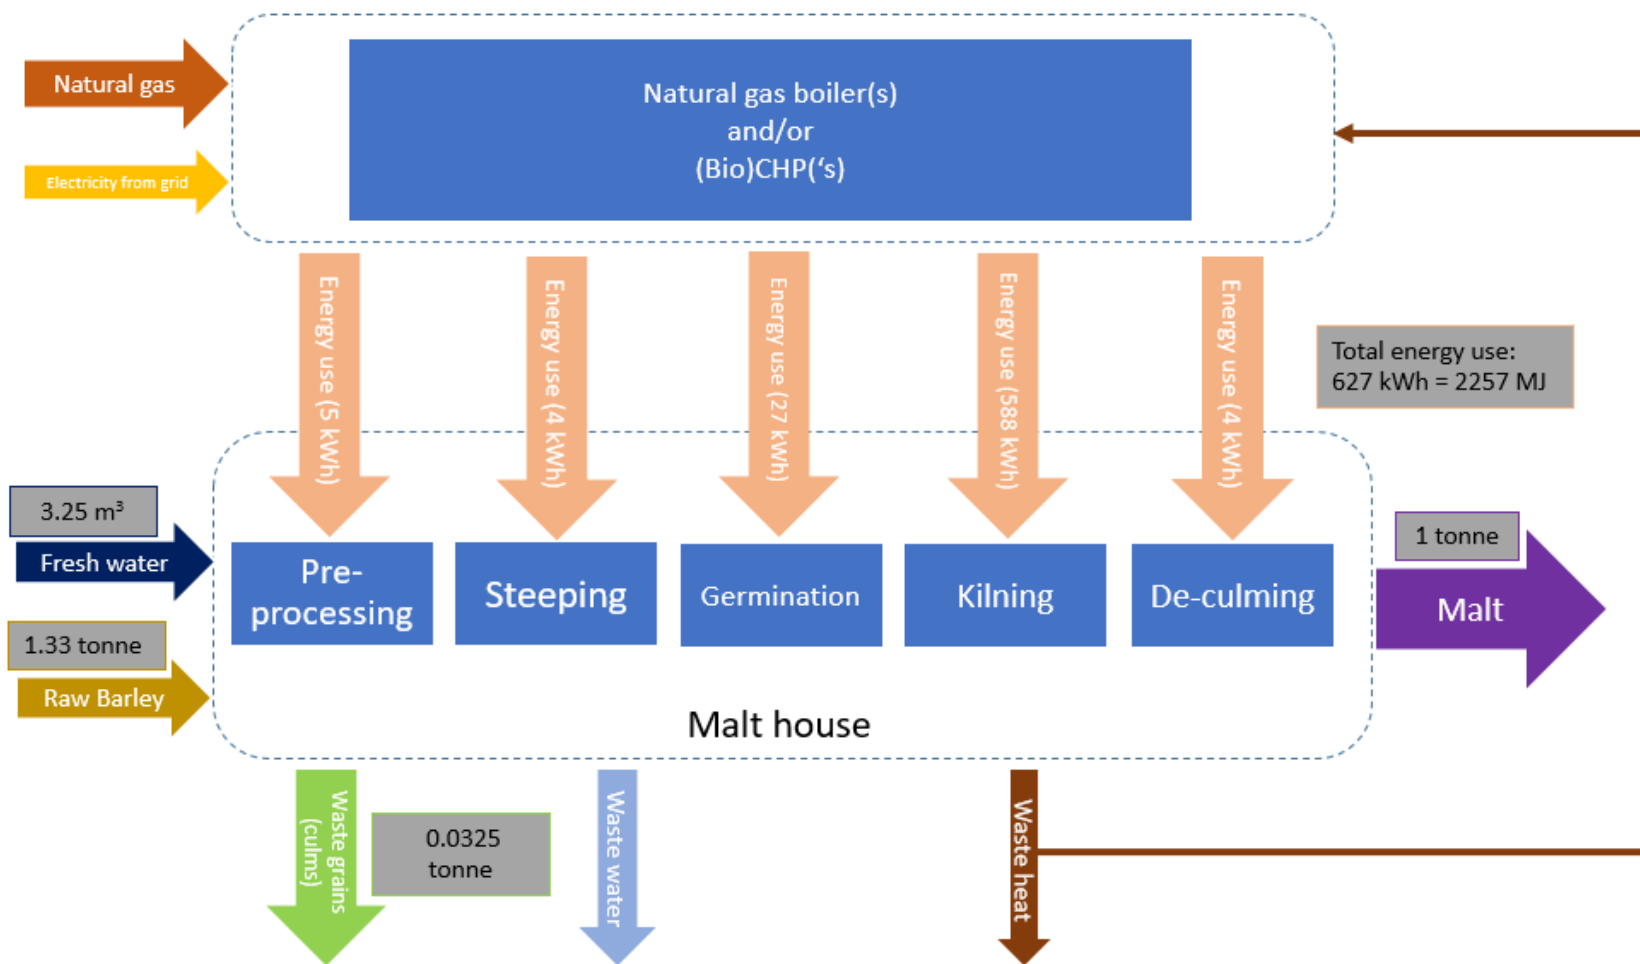 Natural gas
Electricity from grid
Natural gas boiler(s)
and/or
(Bio)CHP(‘s)
Energy use (5 kWh)
Energy use (4 kWh)
Energy use (27 kWh)
Energy use (588 kWh)
Energy use (4 kWh)
Total energy use:
627 kWh = 2257 MJ
3.25 m³
Fresh water
1.33 tonne
Raw Barley
Pre-
processing
Steeping
Germination
Kilning
De-culming
1 tonne
Malt
Malt house
Waste grains
(culms)
0.0325
tonne
Waste water
Waste heat